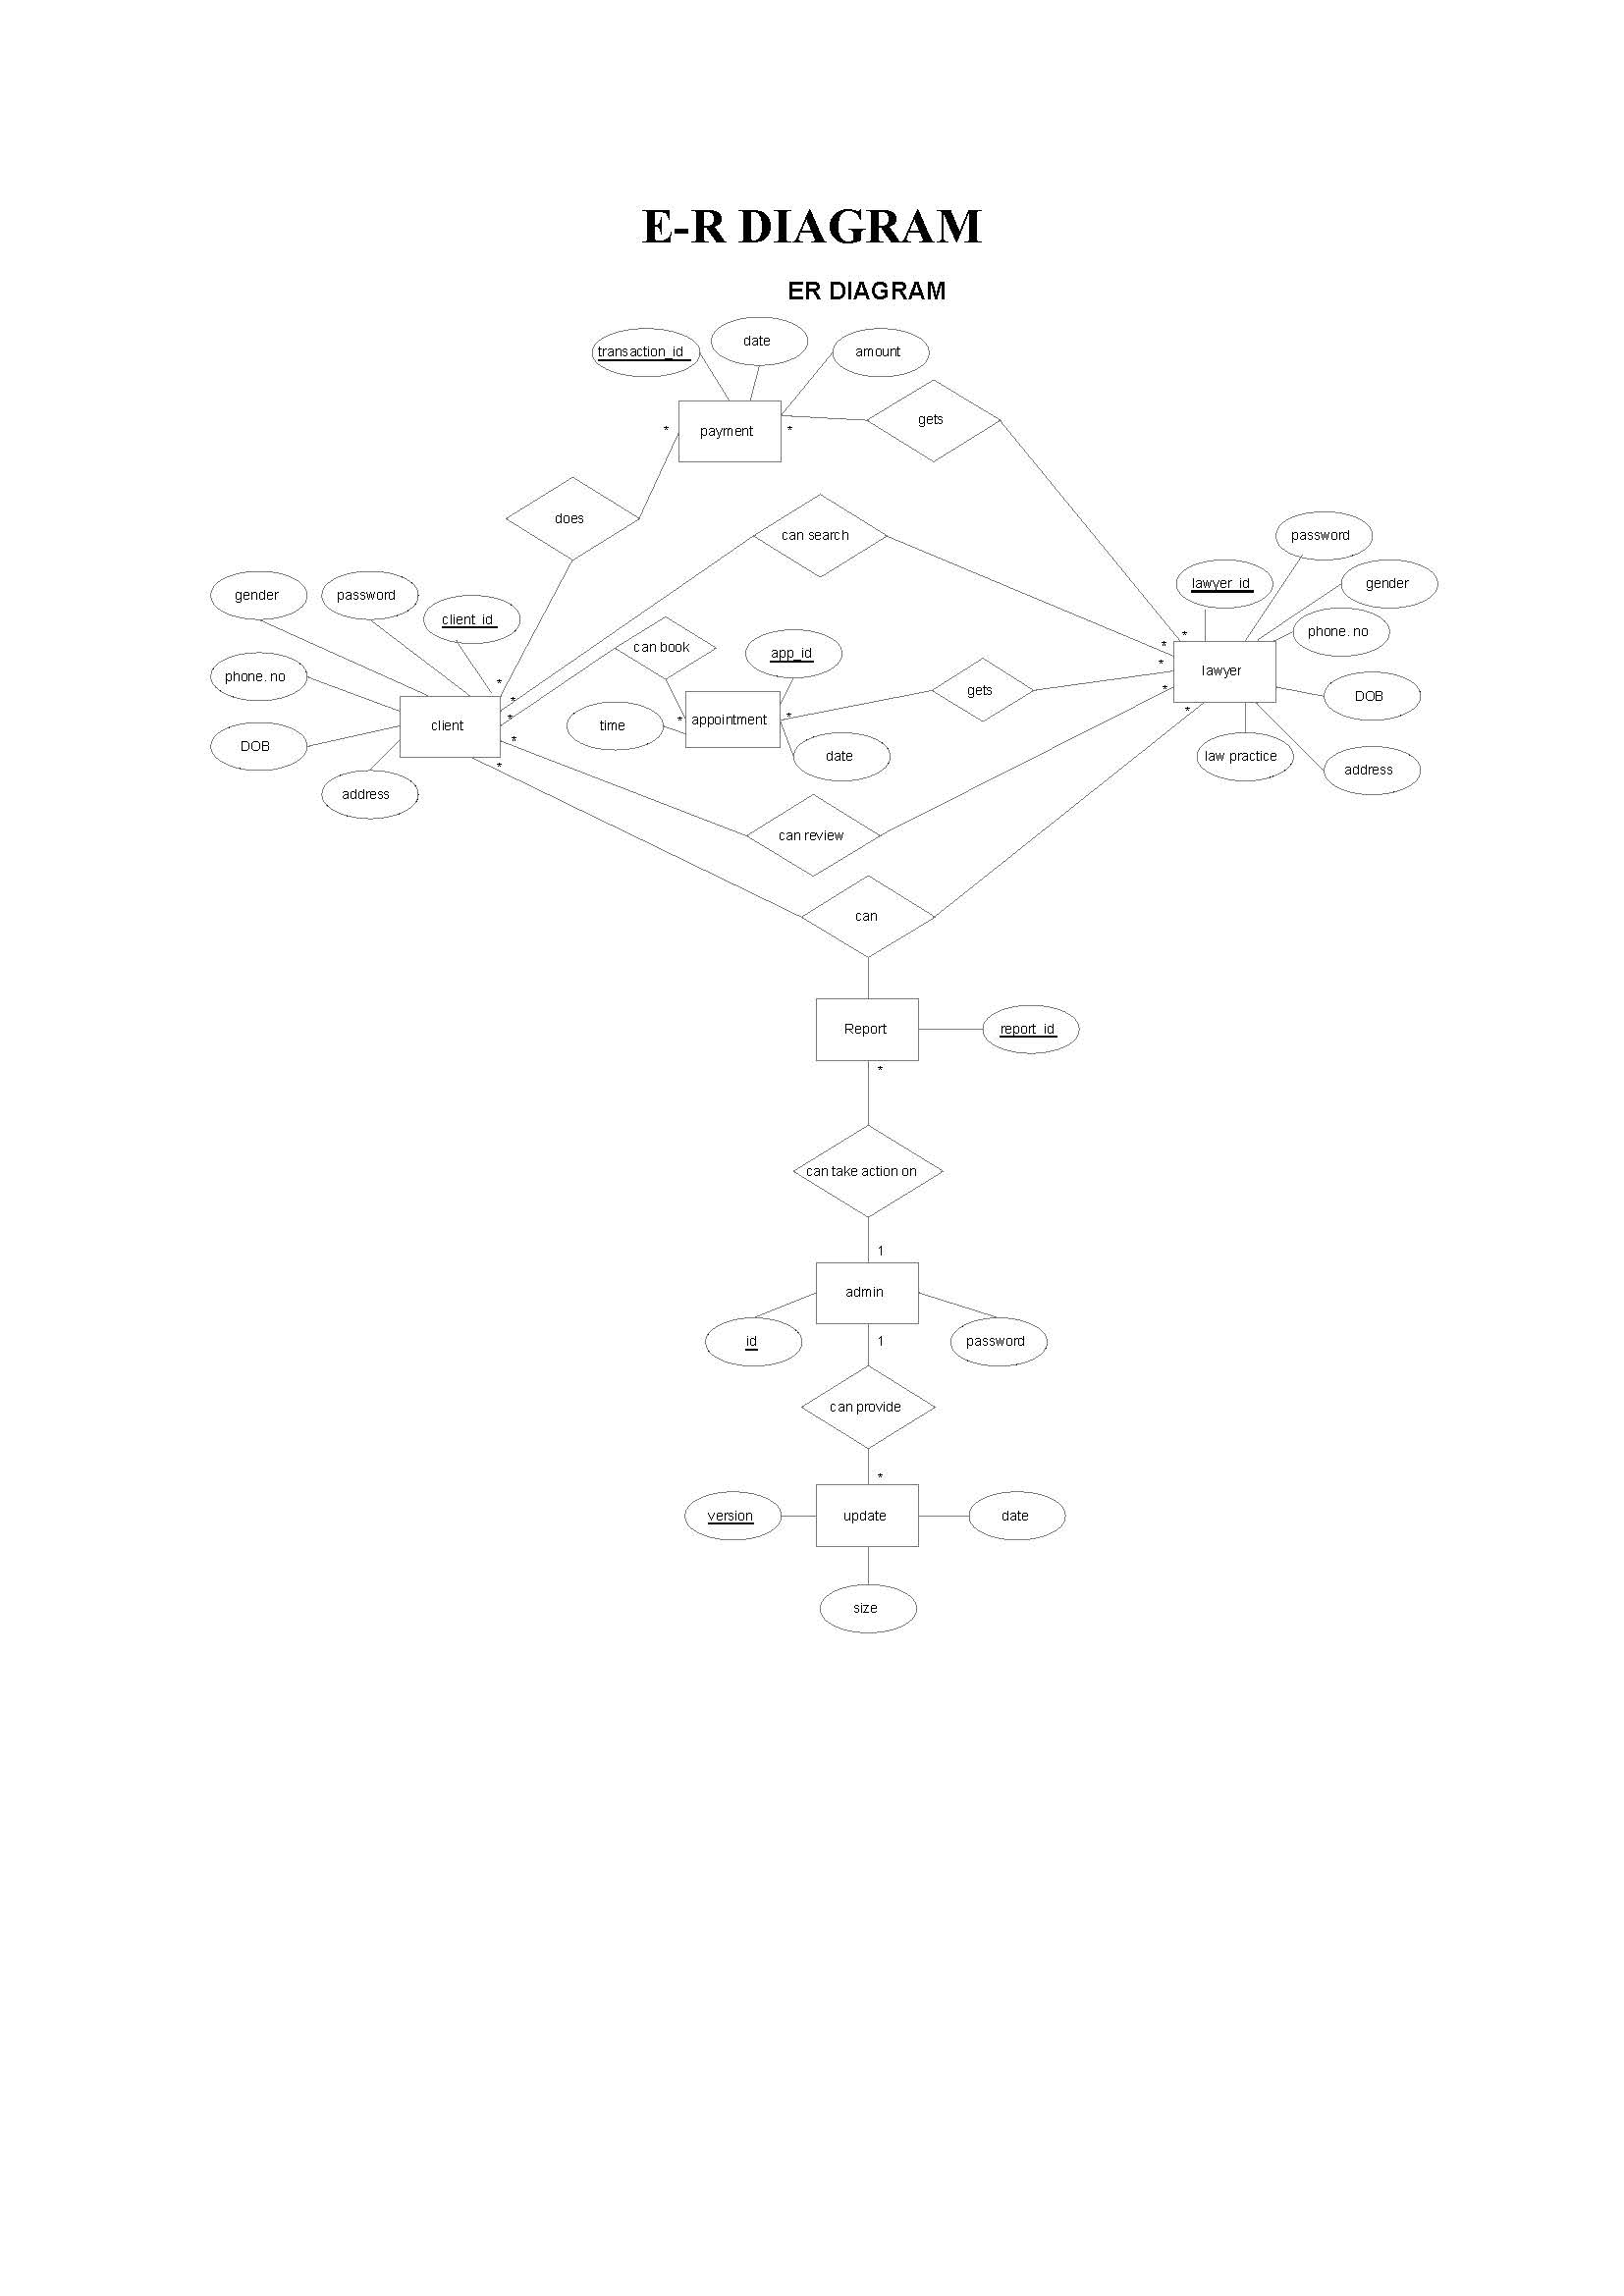 E-R DIAGRAM
ER DIAGRAM
transaction_id
date
amount
payment
*
*
gets
does
can search
gender
password
client_id
phone. no
client
DOB
address
*
*
*
*
*
can book
app_id
time
appointment
*
*
date
gets
lawyer_id
password
gender
phone. no
lawyer
DOB
law practice
address
*
*
*
*
*
can review
can
Report
report_id
*
can take action on
1
admin
id
password
1
can provide
*
version
update
date
size